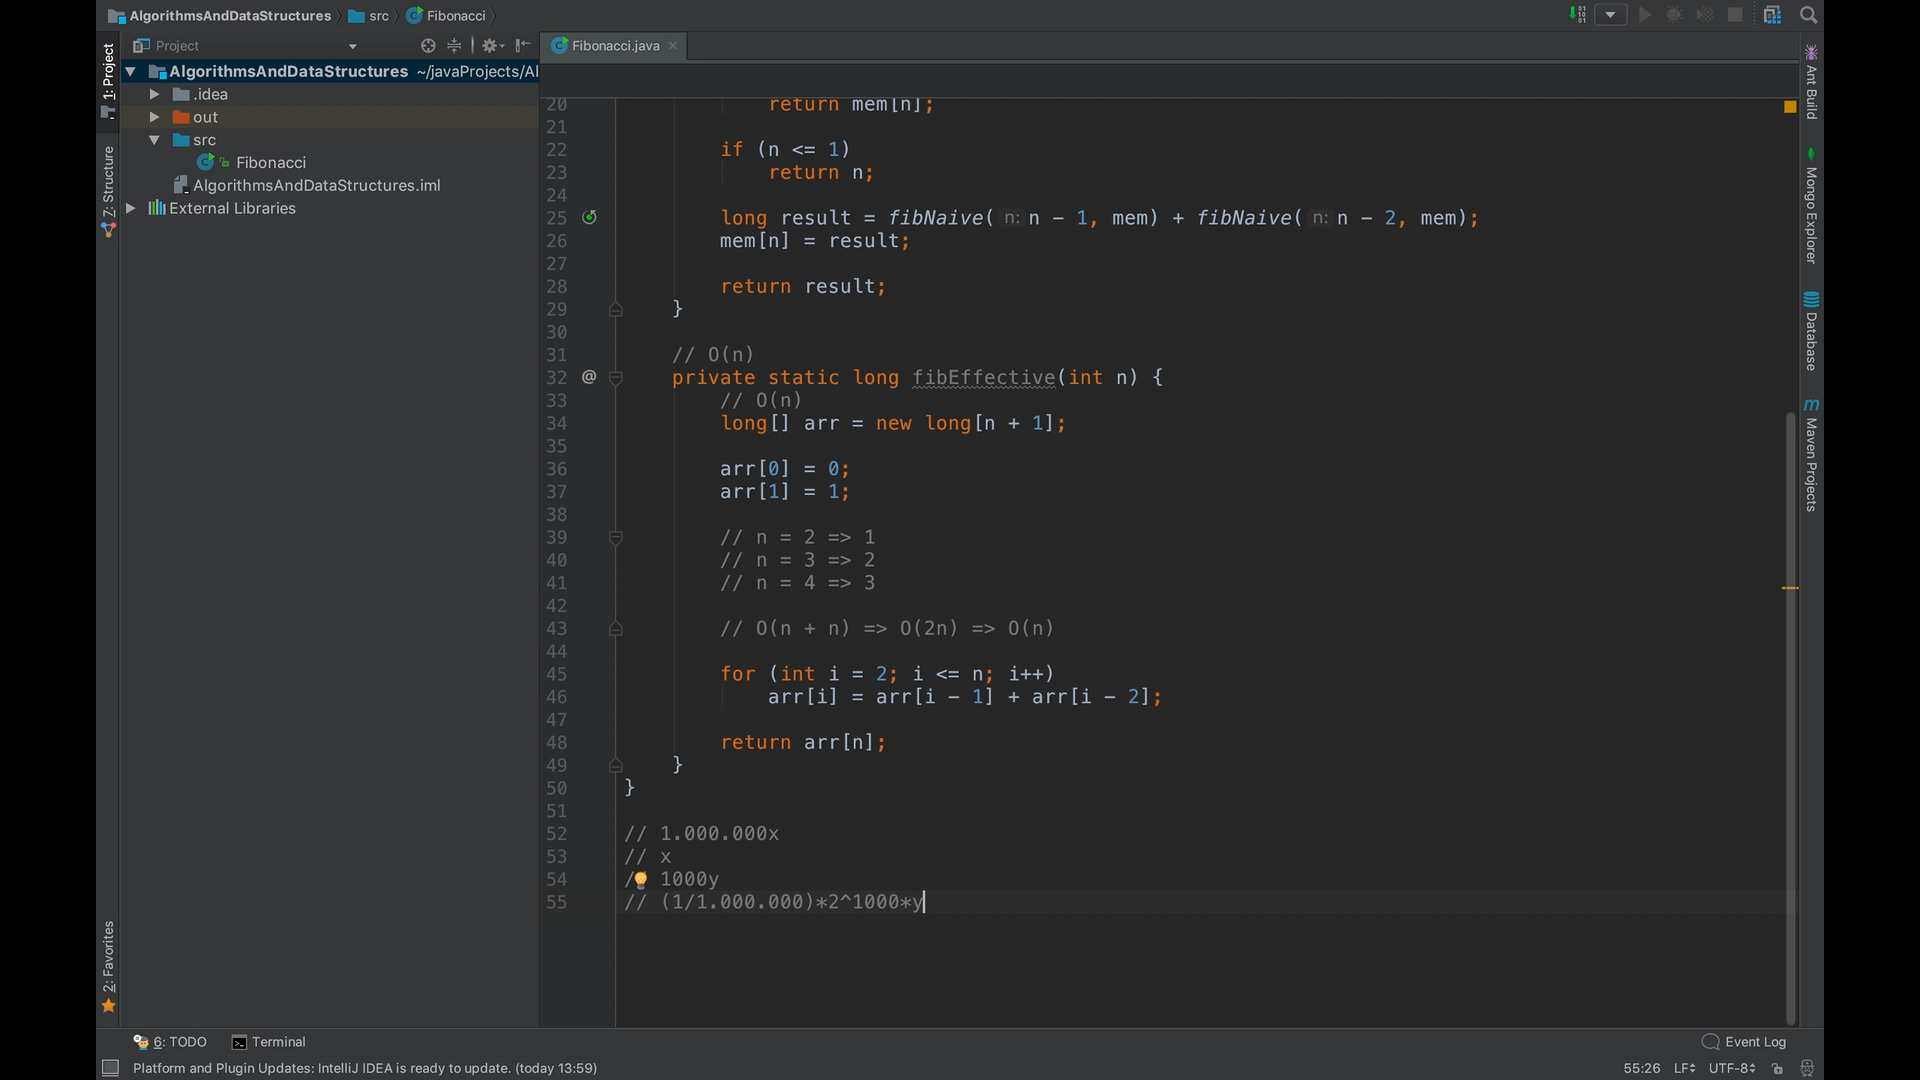 AlgorithmsAndDataStructures src Fibonacci
Project
Fibonacci.java
1: Project
AlgorithmsAndDataStructures ~/javaProjects/Al
.idea
out
src
Fibonacci
AlgorithmsAndDataStructures.iml
External Libraries
7: Structure
2: Favorites
20 return mem[n];
21
22 if (n <= 1)
23 return n;
24
25 long result = fibNaive( n: n - 1, mem) + fibNaive( n: n - 2, mem);
26 mem[n] = result;
27
28 return result;
29 }
30
31 // O(n)
32 @ private static long fibEffective(int n) {
33 // O(n)
34 long[] arr = new long[n + 1];
35
36 arr[0] = 0;
37 arr[1] = 1;
38
39 // n = 2 => 1
40 // n = 3 => 2
41 // n = 4 => 3
42
43 // O(n + n) => O(2n) => O(n)
44
45 for (int i = 2; i <= n; i++)
46 arr[i] = arr[i - 1] + arr[i - 2];
47
48 return arr[n];
49 }
50 }
51
52 // 1.000.000x
53 // x
54 / 1000y
55 // (1/1.000.000)*2^1000*y
Ant Build
Mongo Explorer
Database
Maven Projects
6: TODO Terminal
Event Log
Platform and Plugin Updates: IntelliJ IDEA is ready to update. (today 13:59)
55:26 LF UTF-8